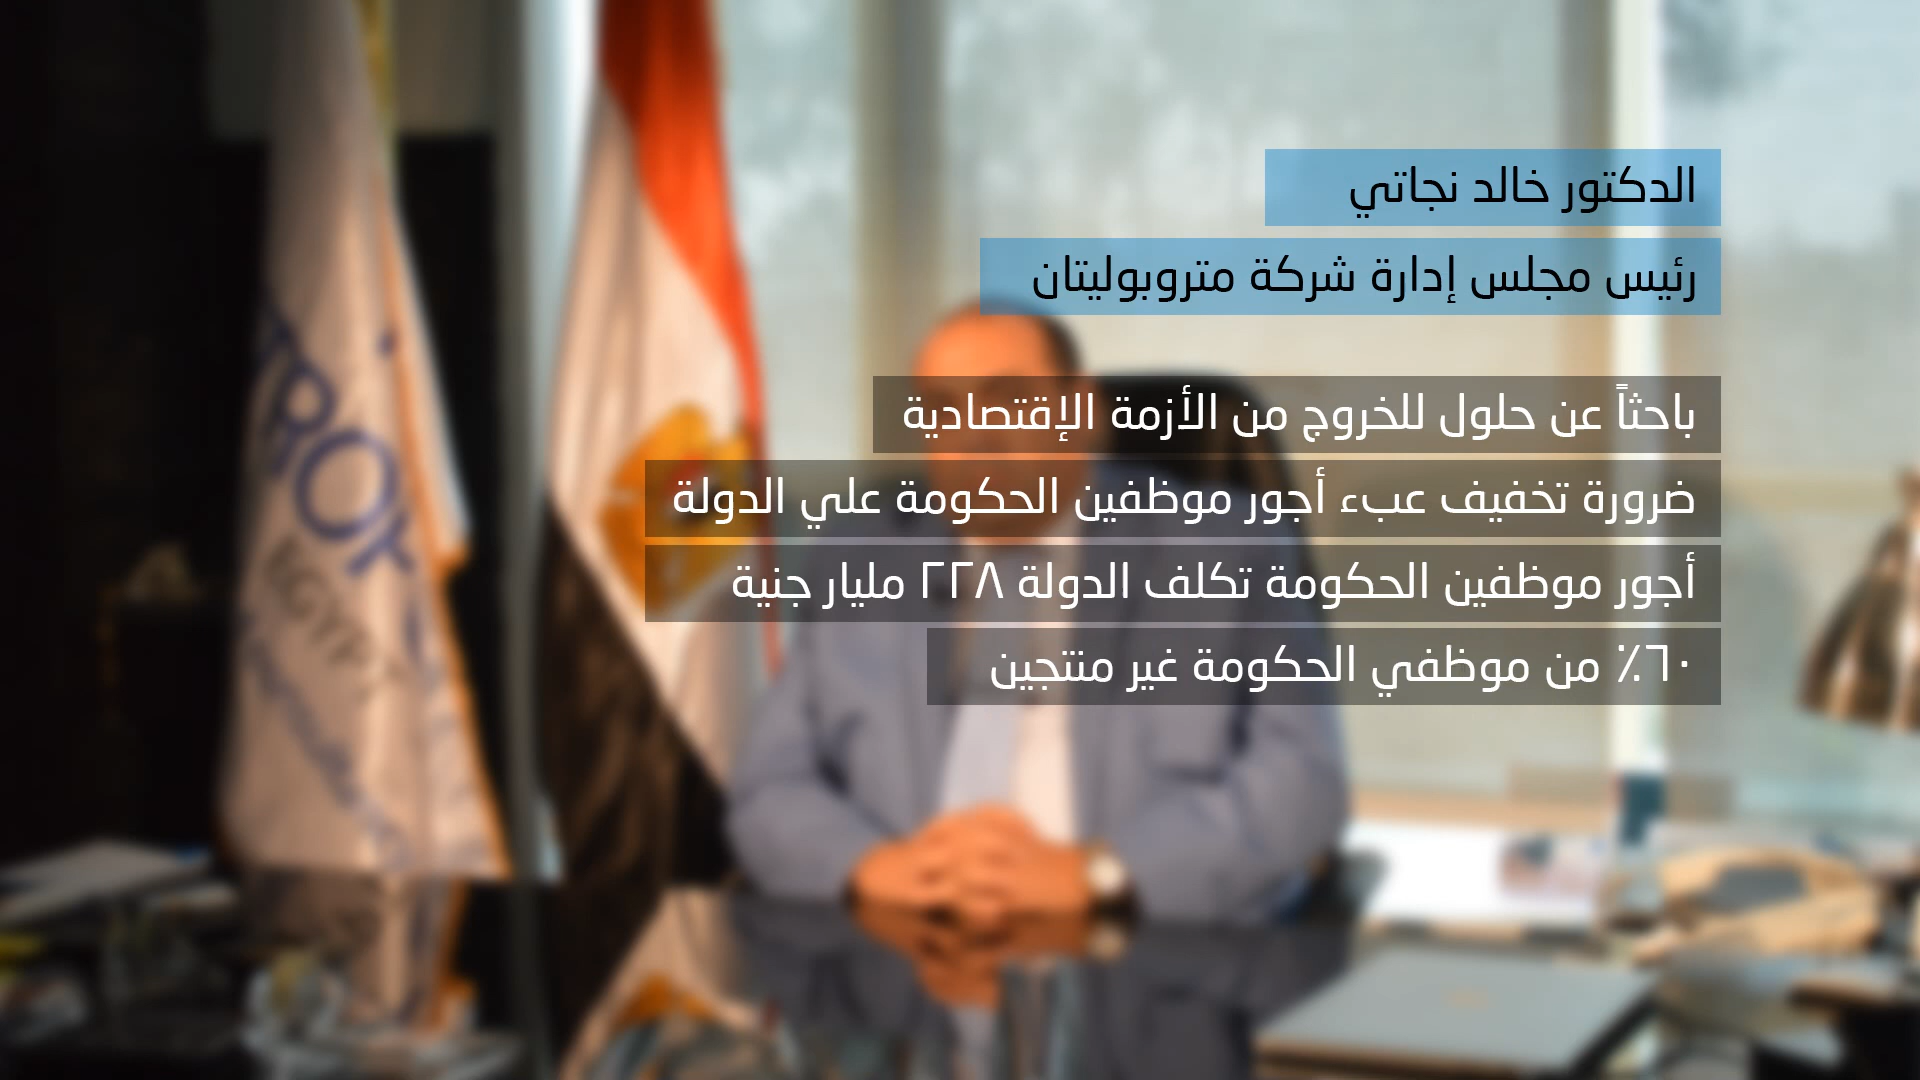 الدكتور خالد نجاتي
رئيس مجلس إدارة شركة متروبوليتان
باحثاً عن حلول للخروج من الأزمة الإقتصادية
ضرورة تخفيف عبء أجور موظفين الحكومة علي الدولة
أجور موظفين الحكومة تكلف الدولة ٢٢٨ مليار جنية
٦٠٪ من موظفي الحكومة غير منتجين